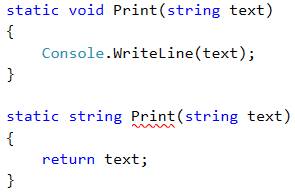 static void Print(string text)
{
    Console.WriteLine(text);
}

static string Print(string text)
{
    return text;
}